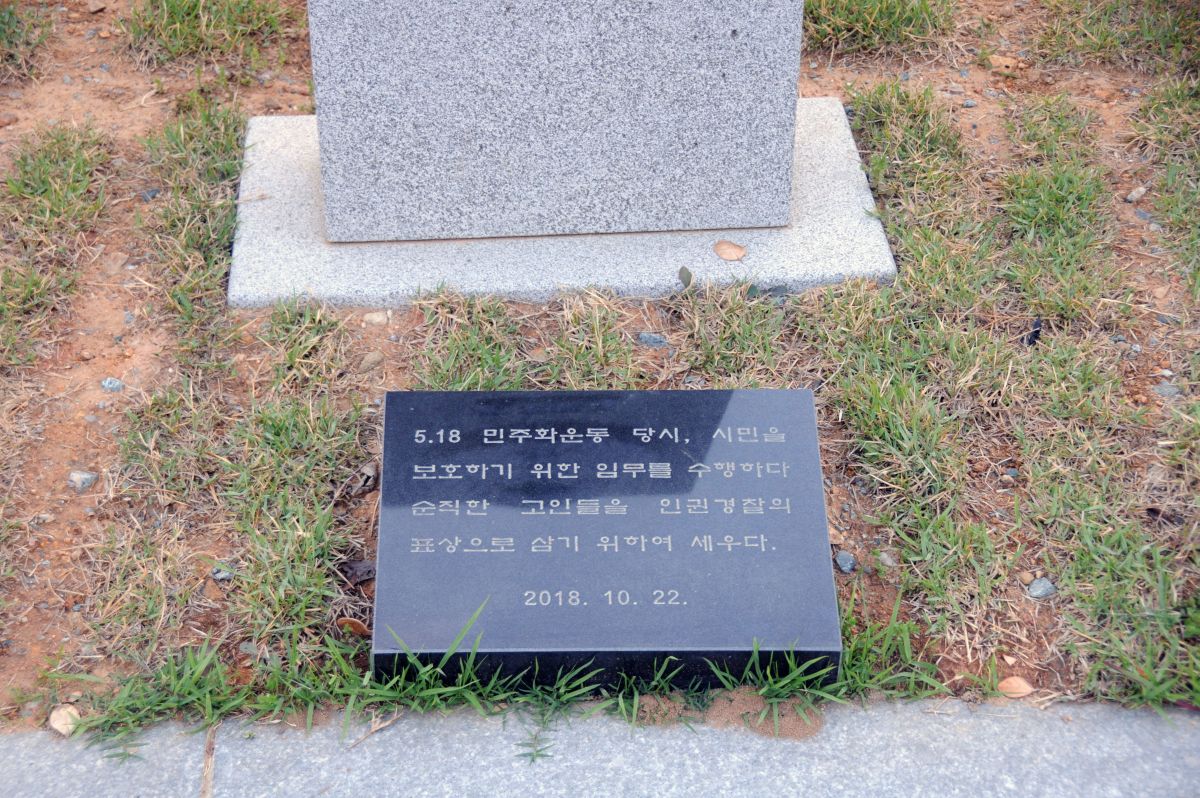 5.18 민주화운동 당시, 시민을
보호하기 위한 임무를 수행하다
순직한 고인들을 인권경찰의
표상으로 삼기 위하여 세우다.
2018. 10. 22.